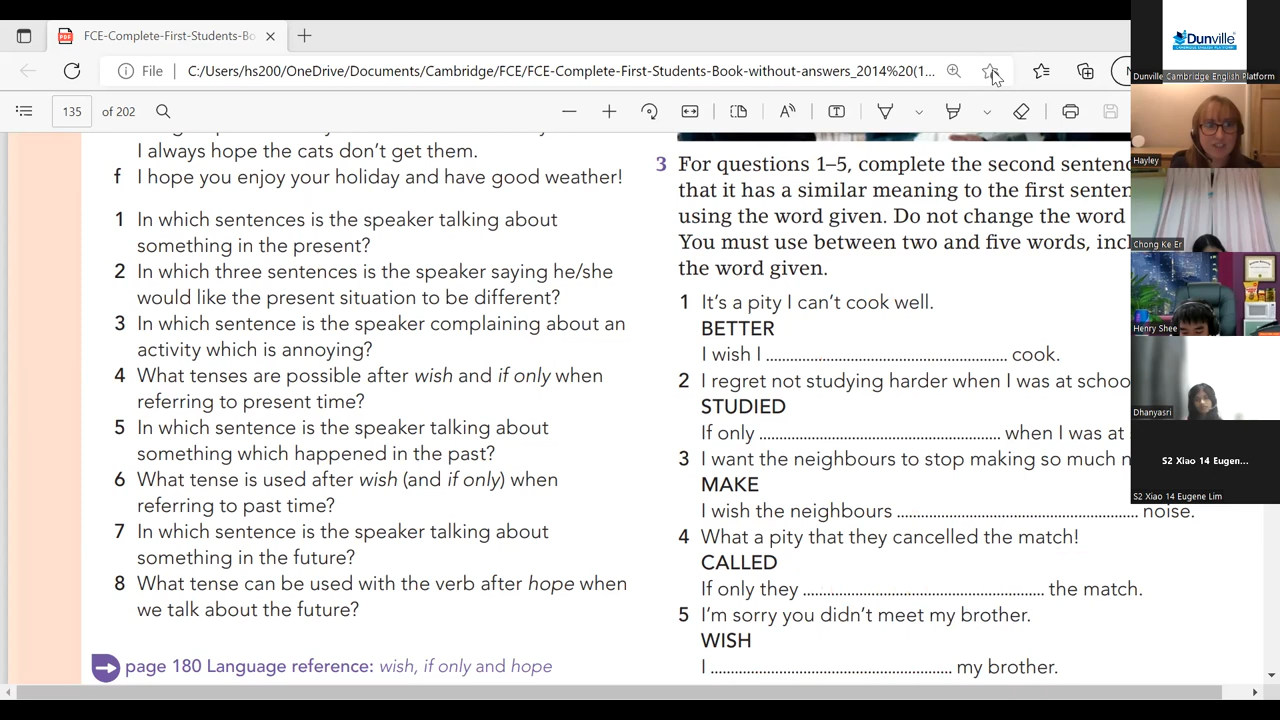 FCE-Complete-First-Students-Bo
File
C:/Users/hs200/OneDrive/Documents/Cambridge/FCE/FCE-Complete-First-Students-Book-without-answers_2014%20(1...
135
of 202
I always hope the cats don't get them.
f I hope you enjoy your holiday and have good weather!
1 In which sentences is the speaker talking about
something in the present?
2 In which three sentences is the speaker saying he/she
would like the present situation to be different?
3 In which sentence is the speaker complaining about an
activity which is annoying?
4 What tenses are possible after wish and if only when
referring to present time?
5 In which sentence is the speaker talking about
something which happened in the past?
6 What tense is used after wish (and if only) when
referring to past time?
7 In which sentence is the speaker talking about
something in the future?
8 What tense can be used with the verb after hope when
we talk about the future?
page 180 Language reference: wish, if only and hope
3 For questions 1–5, complete the second sentenc
that it has a similar meaning to the first senten
using the word given. Do not change the word
You must use between two and five words, incl
the word given.
1 It's a pity I can't cook well.
BETTER
I wish I .................................................. cook.
2 I regret not studying harder when I was at schoo
STUDIED
If only .................................................. when I was at
3 I want the neighbours to stop making so much n
MAKE
I wish the neighbours .................................................. noise.
4 What a pity that they cancelled the match!
CALLED
If only they .................................................. the match.
5 I'm sorry you didn't meet my brother.
WISH
I .................................................. my brother.
Dunville
CAMBRIDGE ENGLISH PLATFORM
Dunville Cambridge English Platform
Hayley
Chong Ke Er
Henry Shee
Dhanyasri
S2 Xiao 14 Eugen...
S2 Xiao 14 Eugene Lim